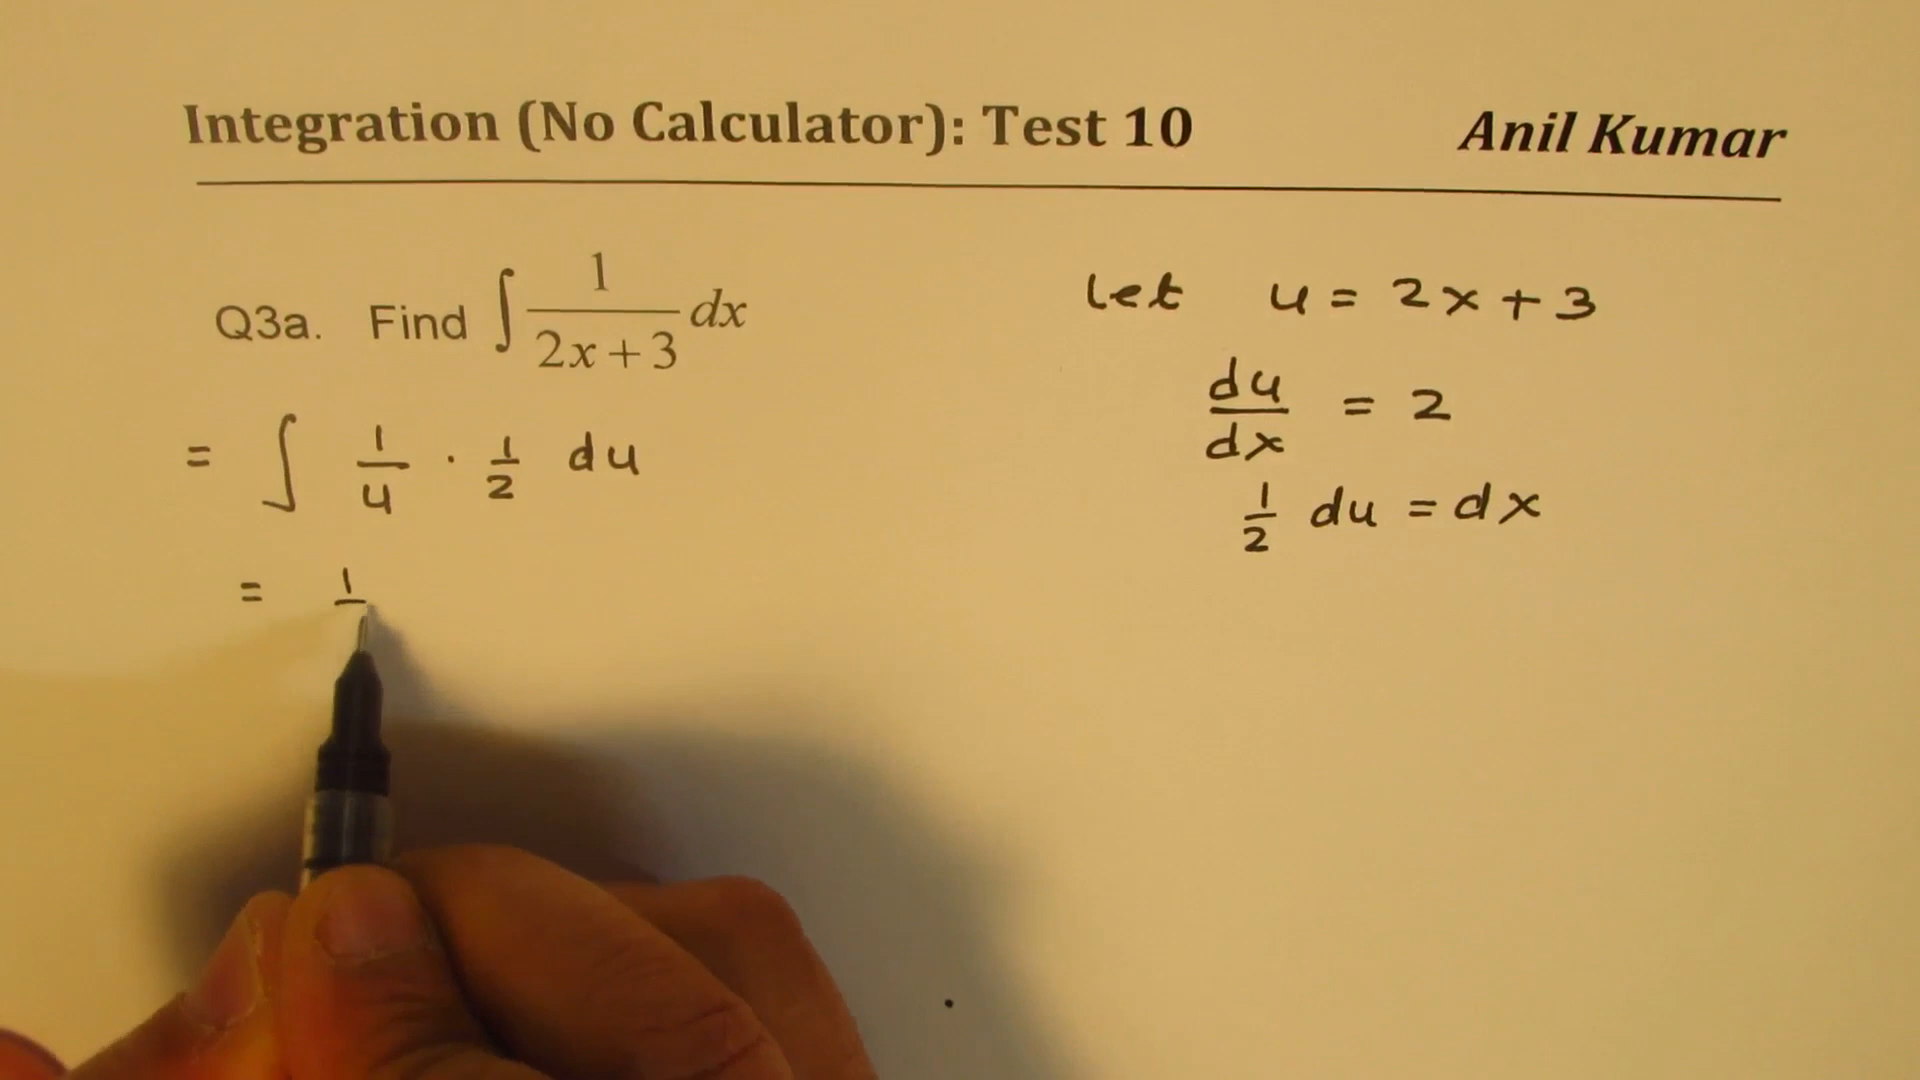 Integration (No Calculator): Test 10 Anil Kumar
Q3a. Find ∫ 1/(2x+3) dx
Let u = 2x + 3
du/dx = 2
= ∫ 1/u · 1/2 du
1/2 du = dx
= 1